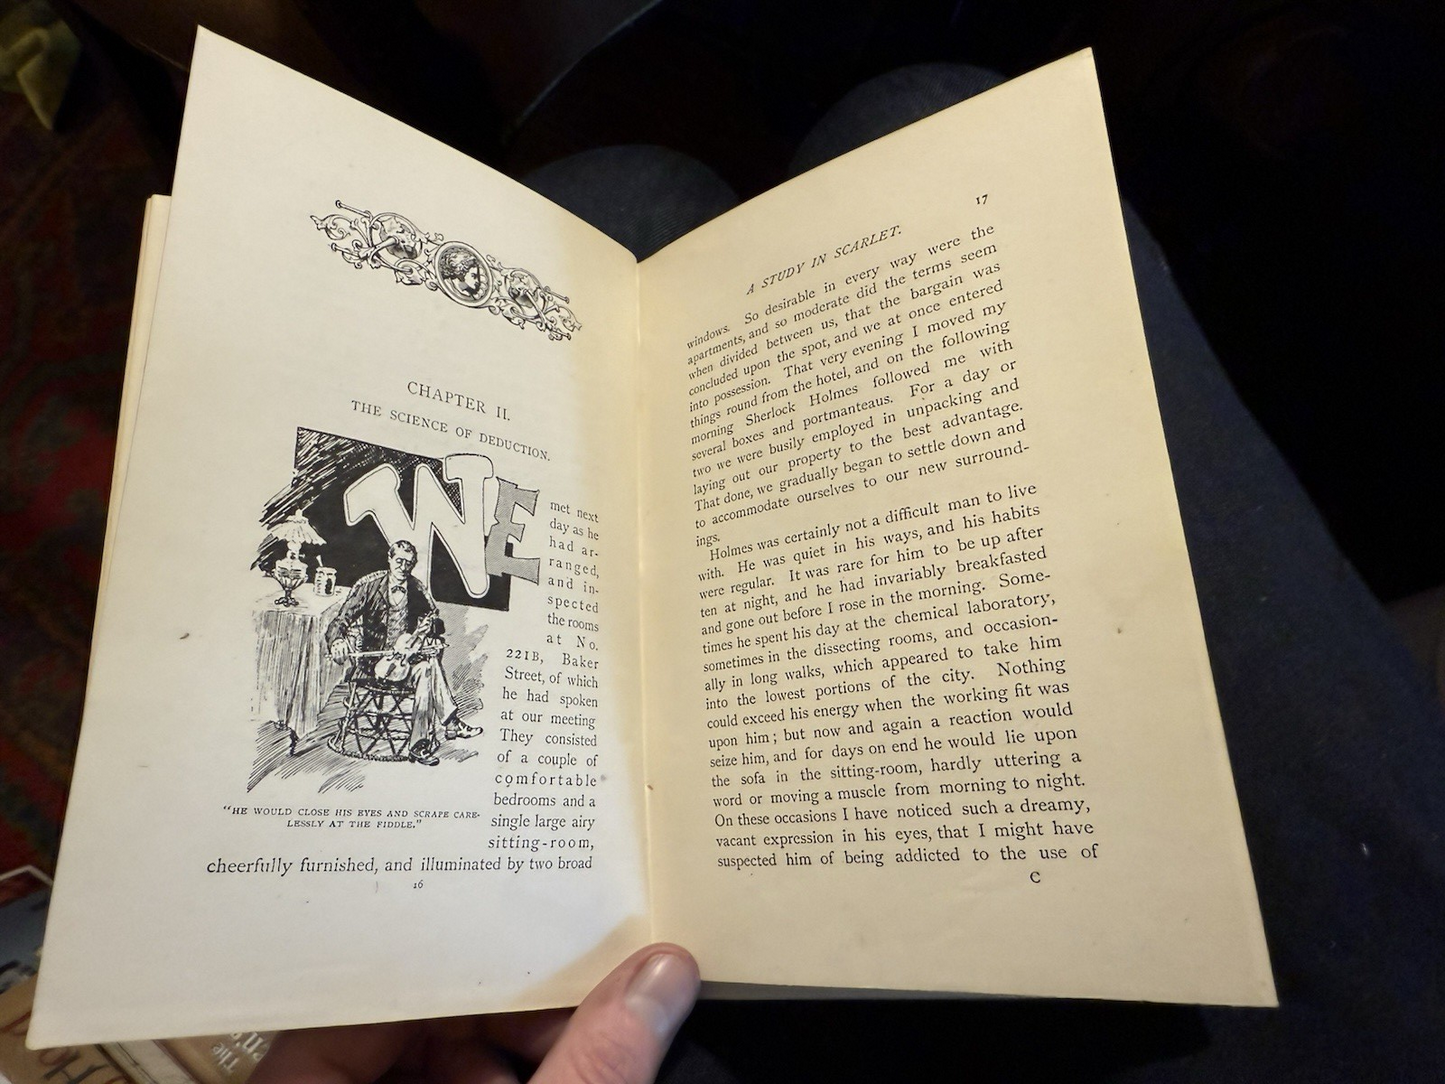 CHAPTER II.
THE SCIENCE OF DEDUCTION.
WE
met next
day as he
had ar-
ranged,
and in-
spected
the rooms
at No.
221B, Baker
Street, of which
he had spoken
at our meeting
They consisted
of a couple of
comfortable
bedrooms and a
single large airy
sitting-room,
"HE WOULD CLOSE HIS EYES AND SCRAPE CARE-
LESSLY AT THE FIDDLE."
cheerfully furnished, and illuminated by two broad
16
17
A STUDY IN SCARLET.
windows. So desirable in every way were the
apartments, and so moderate did the terms seem
when divided between us, that the bargain was
concluded upon the spot, and we at once entered
into possession. That very evening I moved my
things round from the hotel, and on the following
morning Sherlock Holmes followed me with
several boxes and portmanteaus. For a day or
two we were busily employed in unpacking and
laying out our property to the best advantage.
That done, we gradually began to settle down and
to accommodate ourselves to our new surround-
ings.
Holmes was certainly not a difficult man to live
with. He was quiet in his ways, and his habits
were regular. It was rare for him to be up after
ten at night, and he had invariably breakfasted
and gone out before I rose in the morning. Some-
times he spent his day at the chemical laboratory,
sometimes in the dissecting rooms, and occasion-
ally in long walks, which appeared to take him
into the lowest portions of the city. Nothing
could exceed his energy when the working fit was
upon him; but now and again a reaction would
seize him, and for days on end he would lie upon
the sofa in the sitting-room, hardly uttering a
word or moving a muscle from morning to night.
On these occasions I have noticed such a dreamy,
vacant expression in his eyes, that I might have
suspected him of being addicted to the use of
C
The